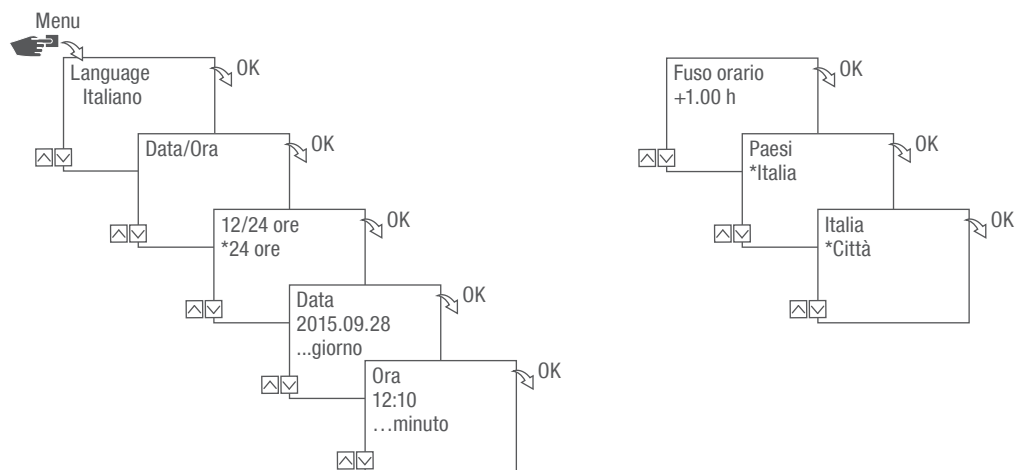 Menu
Language
Italiano
OK
Data/Ora
OK
12/24 ore
*24 ore
OK
Data
2015.09.28
...giorno
OK
Ora
12:10
...minuto
OK
Fuso orario
+1.00 h
OK
Paesi
*Italia
OK
Italia
*Città
OK